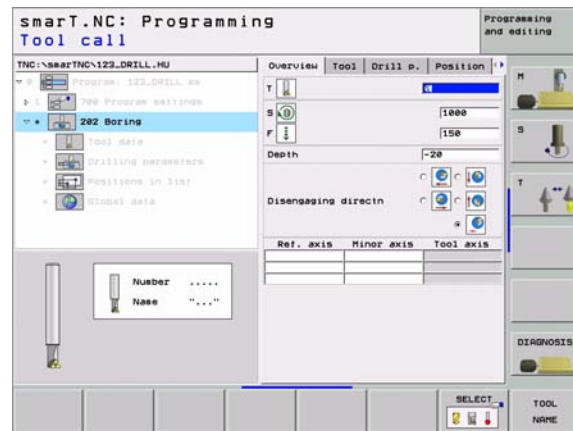 smarT.NC: Programming
Tool call
Programming
and editing
TNC:\smarTNC\123_DRILL.HU
0 Program: 123_DRILL mm
1 700 Program settings
202 Boring
Tool data
Drilling parameters
Positions in list
Global data
Overview Tool Drill p. Position
T
S 1000
F 150
Depth -20
Disengaging directn
Ref. axis Minor axis Tool axis
Number .....
Name "..."
M
S
T
DIAGNOSIS
SELECT
TOOL
NAME